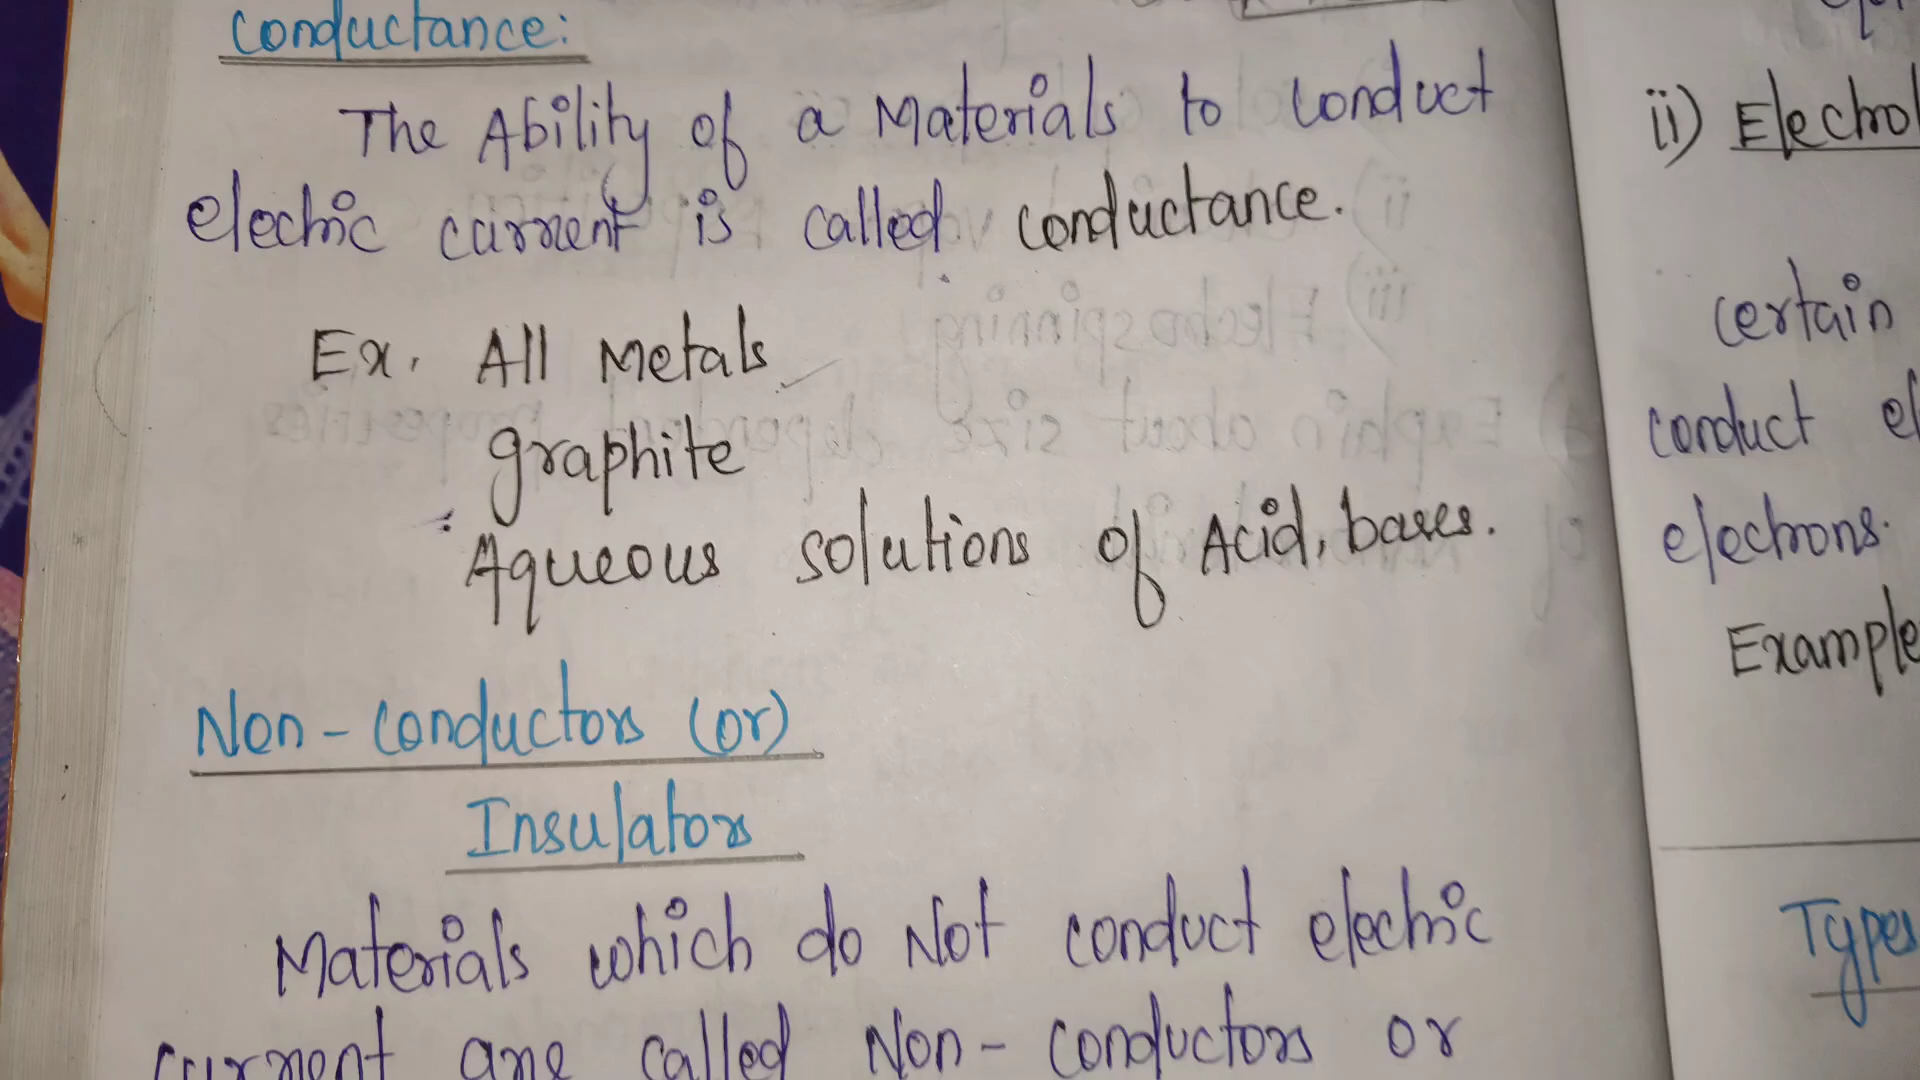 Conductance:
The Ability of a Materials to conduct
electric current is called conductance.
Ex. All Metals
graphite
Aqueous solutions of Acid, bases.
Non-Conductors (or)
Insulators
Materials which do Not conduct electric
current are called Non-conductors or
ii)
certain
conduct
electrons.
Example
Types